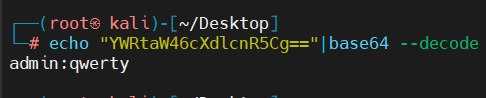 ┌──(root㉿ kali)-[~/Desktop]
└─# echo "YWRtaW46cXdlcnR5Cg=="|base64 --decode
admin:qwerty